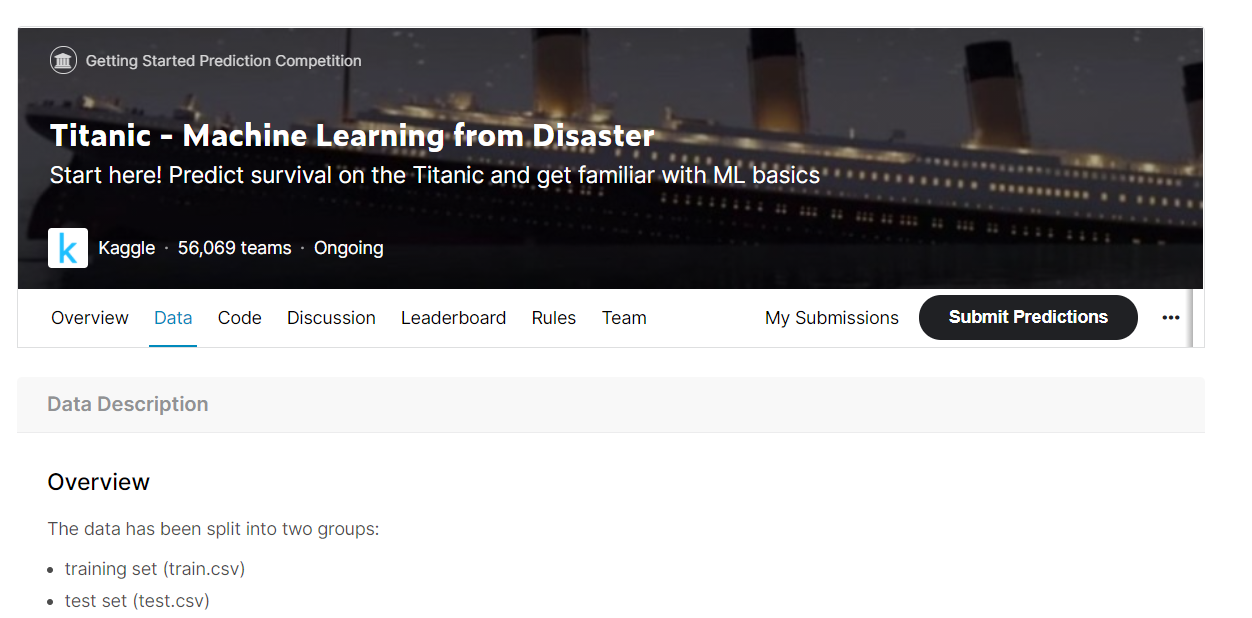 Getting Started Prediction Competition
Titanic - Machine Learning from Disaster
Start here! Predict survival on the Titanic and get familiar with ML basics
k Kaggle · 56,069 teams · Ongoing
Overview Data Code Discussion Leaderboard Rules Team My Submissions Submit Predictions •••
Data Description
Overview
The data has been split into two groups:
• training set (train.csv)
• test set (test.csv)